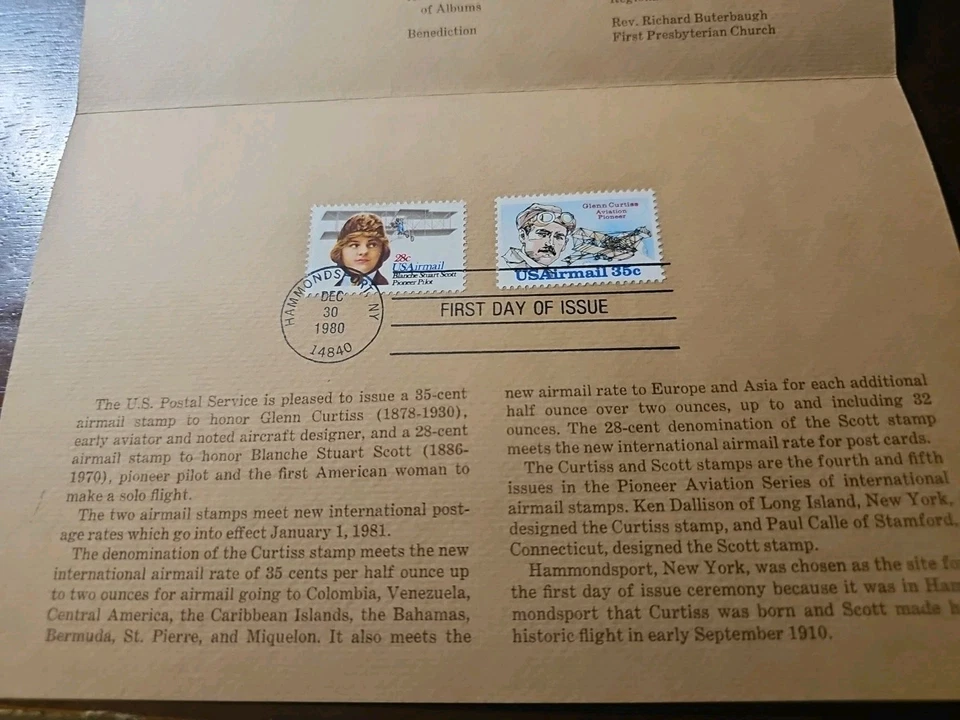 of Albums
Benediction
Rev. Richard Buterbaugh
First Presbyterian Church
28c
USAirmail
Blanche Stuart Scott
Pioneer Pilot
Glenn Curtiss
Aviation
Pioneer
USAirmail 35c
HAMMONDSPORT NY
DEC
30
1980
14840
FIRST DAY OF ISSUE
The U.S. Postal Service is pleased to issue a 35-cent
airmail stamp to honor Glenn Curtiss (1878-1930),
early aviator and noted aircraft designer, and a 28-cent
airmail stamp to honor Blanche Stuart Scott (1886-
1970), pioneer pilot and the first American woman to
make a solo flight.
The two airmail stamps meet new international post-
age rates which go into effect January 1, 1981.
The denomination of the Curtiss stamp meets the new
international airmail rate of 35 cents per half ounce up
to two ounces for airmail going to Colombia, Venezuela,
Central America, the Caribbean Islands, the Bahamas,
Bermuda, St. Pierre, and Miquelon. It also meets the
new airmail rate to Europe and Asia for each additional
half ounce over two ounces, up to and including 32
ounces. The 28-cent denomination of the Scott stamp
meets the new international airmail rate for post cards.
The Curtiss and Scott stamps are the fourth and fifth
issues in the Pioneer Aviation Series of international
airmail stamps. Ken Dallison of Long Island, New York,
designed the Curtiss stamp, and Paul Calle of Stamford,
Connecticut, designed the Scott stamp.
Hammondsport, New York, was chosen as the site fo
the first day of issue ceremony because it was in Ham
mondsport that Curtiss was born and Scott made h
historic flight in early September 1910.